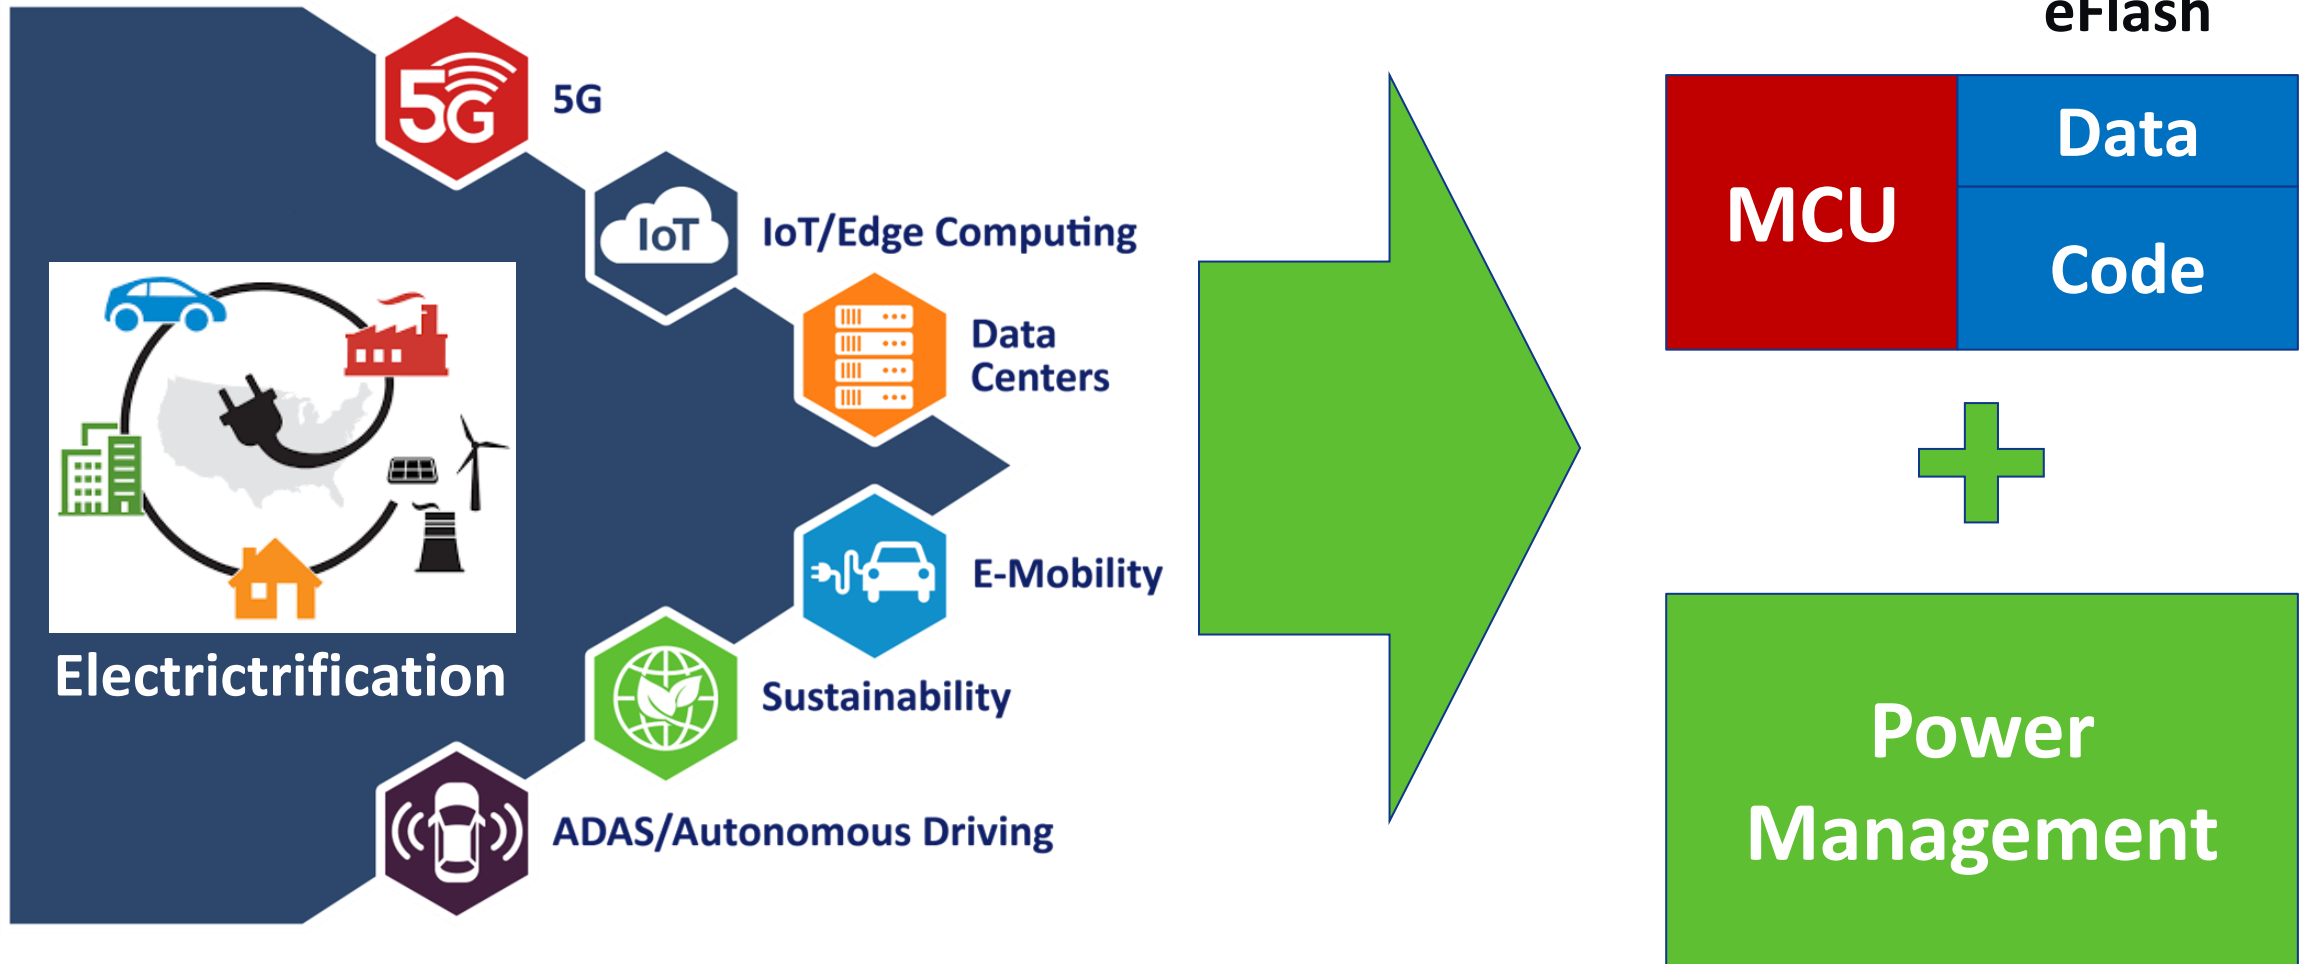 5G
5G
IoT
IoT/Edge Computing
Data
Centers
Electrictrification
E-Mobility
Sustainability
ADAS/Autonomous Driving
eFlash
MCU
Data
Code
Power
Management